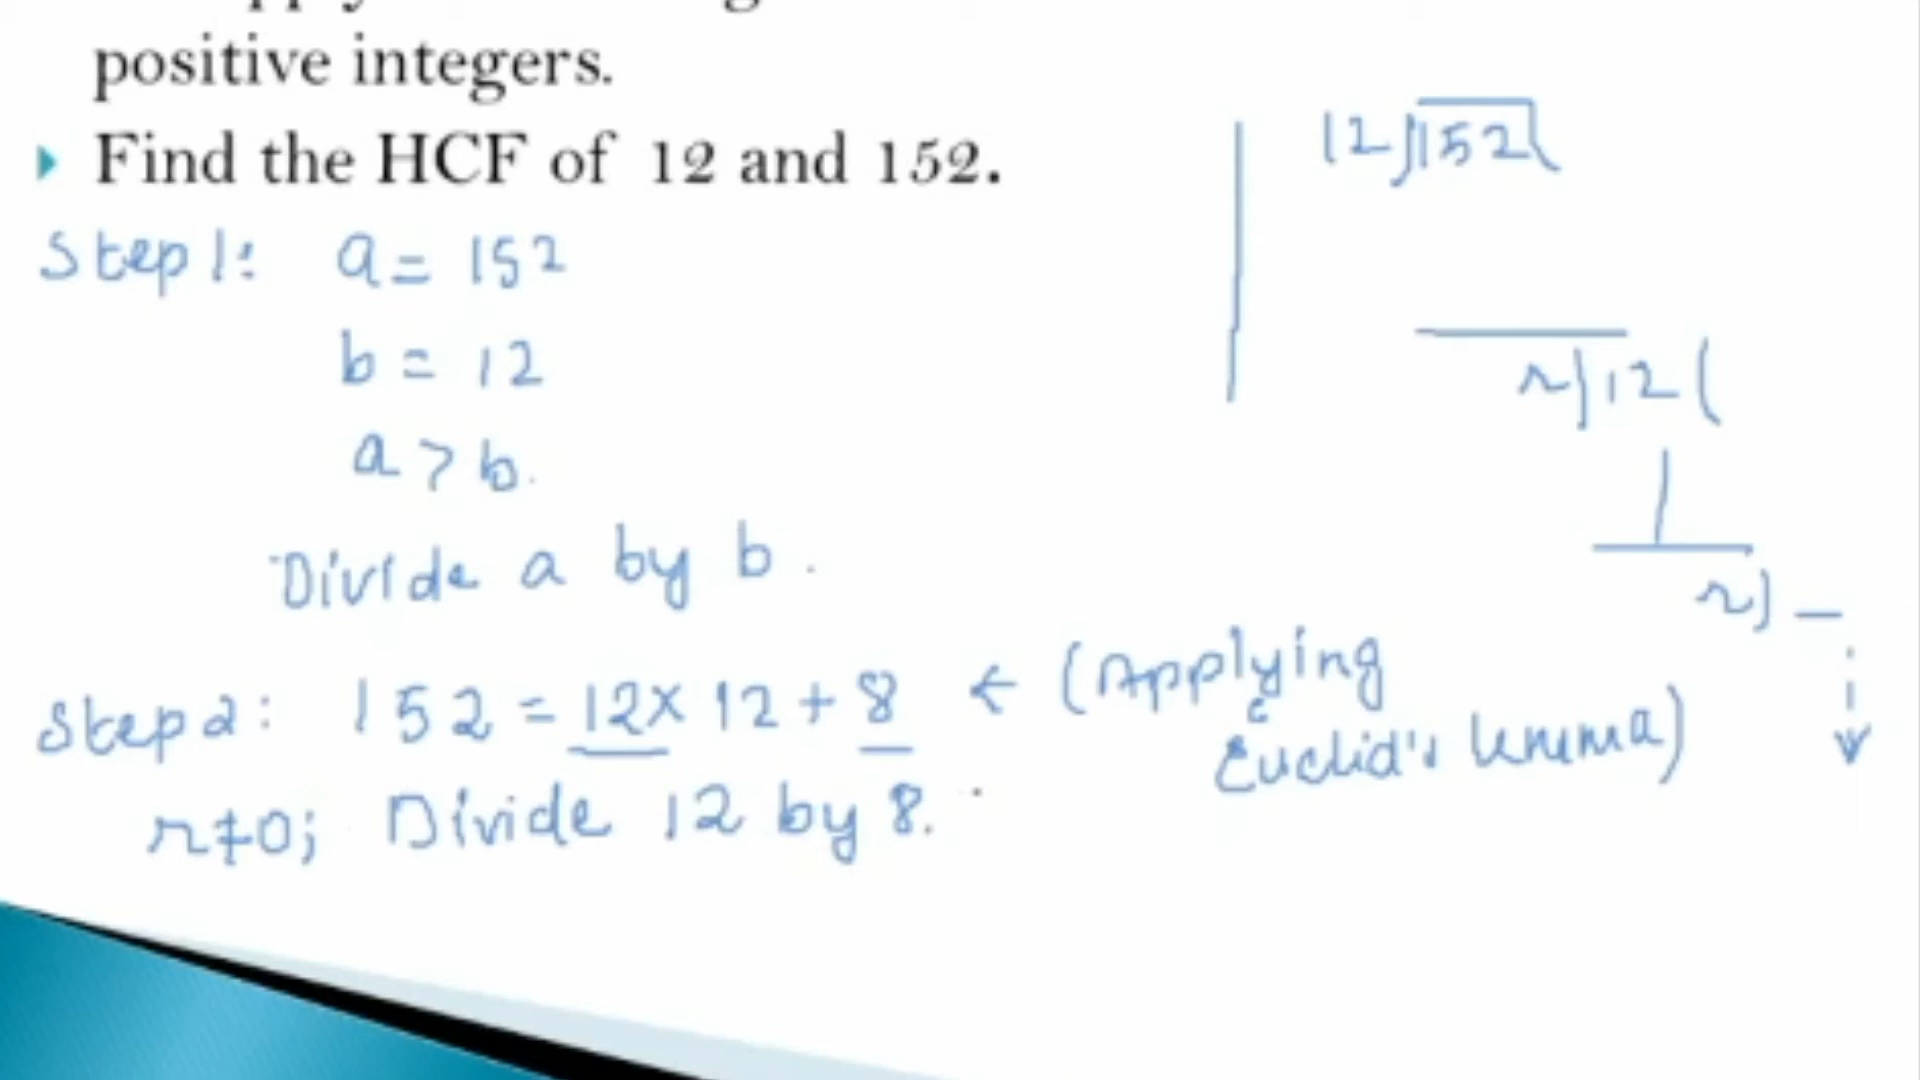 positive integers.
Find the HCF of 12 and 152.
Step 1: a = 152
b = 12
a > b.
Divide a by b.
Step 2: 152 = 12 × 12 + 8 ← (Applying
Euclid's lemma)
r ≠ 0; Divide 12 by 8.
12)152(
r)12(
r) –